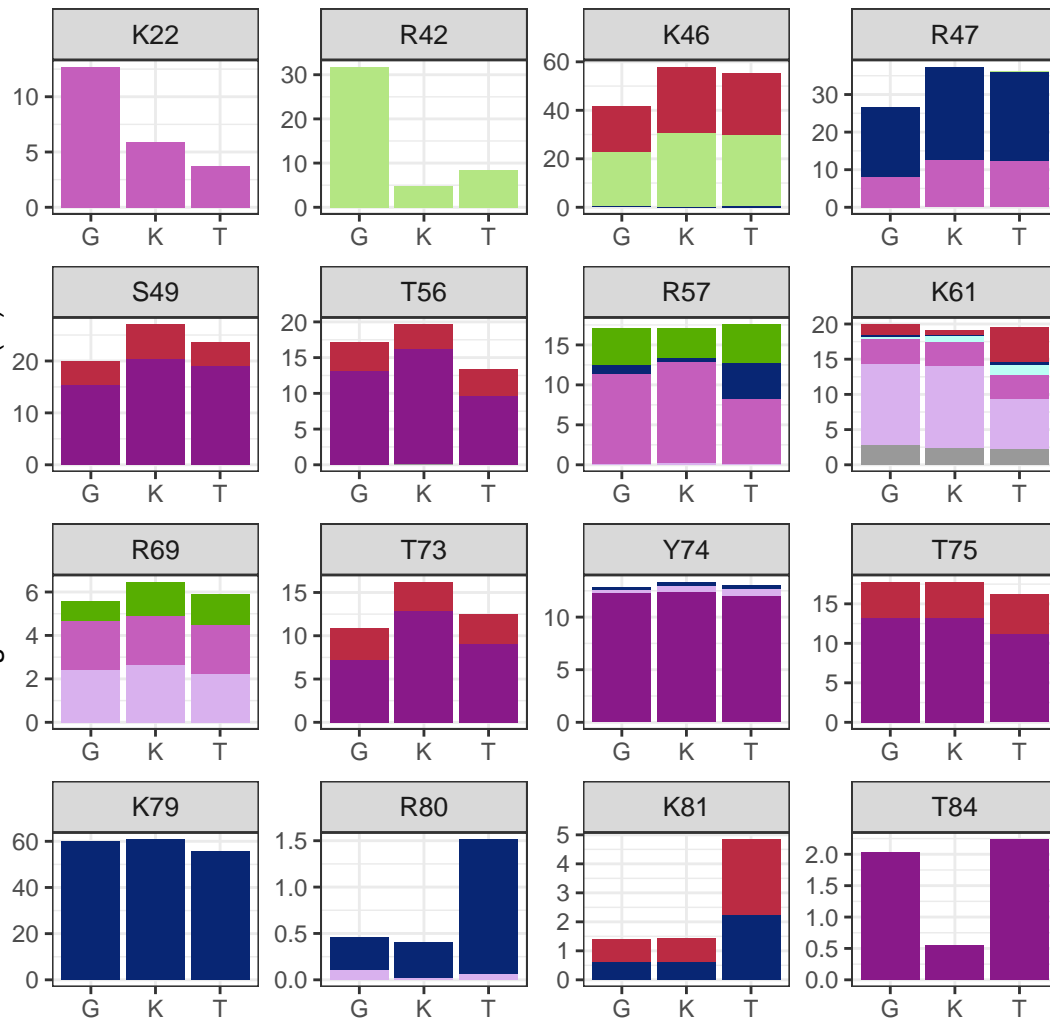 K22 R42 K46 R47
10 30 60 30
5 20 40 20
0 10 20 10
0 0 0
G K T G K T G K T G K T
S49 T56 R57 K61
20 20 15 20
10 15 10 15
0 10 5 10
5 0 5
0 0
G K T G K T G K T G K T
R69 T73 Y74 T75
6 15 10 15
4 10 5 10
2 5 0 5
0 0 0
G K T G K T G K T G K T
K79 R80 K81 T84
60 1.5 5 2.0
40 1.0 4 1.5
20 0.5 3 1.0
0 0.0 2 0.5
1 0.0
0
G K T G K T G K T G K T